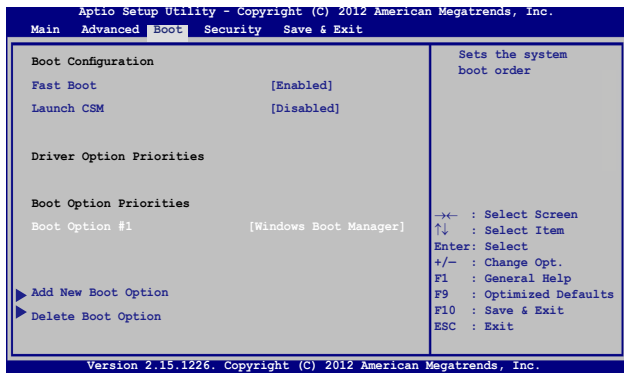 Aptio Setup Utility - Copyright (C) 2012 American Megatrends, Inc.
Main Advanced Boot Security Save & Exit
Boot Configuration
Fast Boot [Enabled]
Launch CSM [Disabled]
Driver Option Priorities
Boot Option Priorities
Boot Option #1 [Windows Boot Manager]
Add New Boot Option
Delete Boot Option
Sets the system
boot order
→← : Select Screen
↑↓ : Select Item
Enter: Select
+/— : Change Opt.
F1 : General Help
F9 : Optimized Defaults
F10 : Save & Exit
ESC : Exit
Version 2.15.1226. Copyright (C) 2012 American Megatrends, Inc.